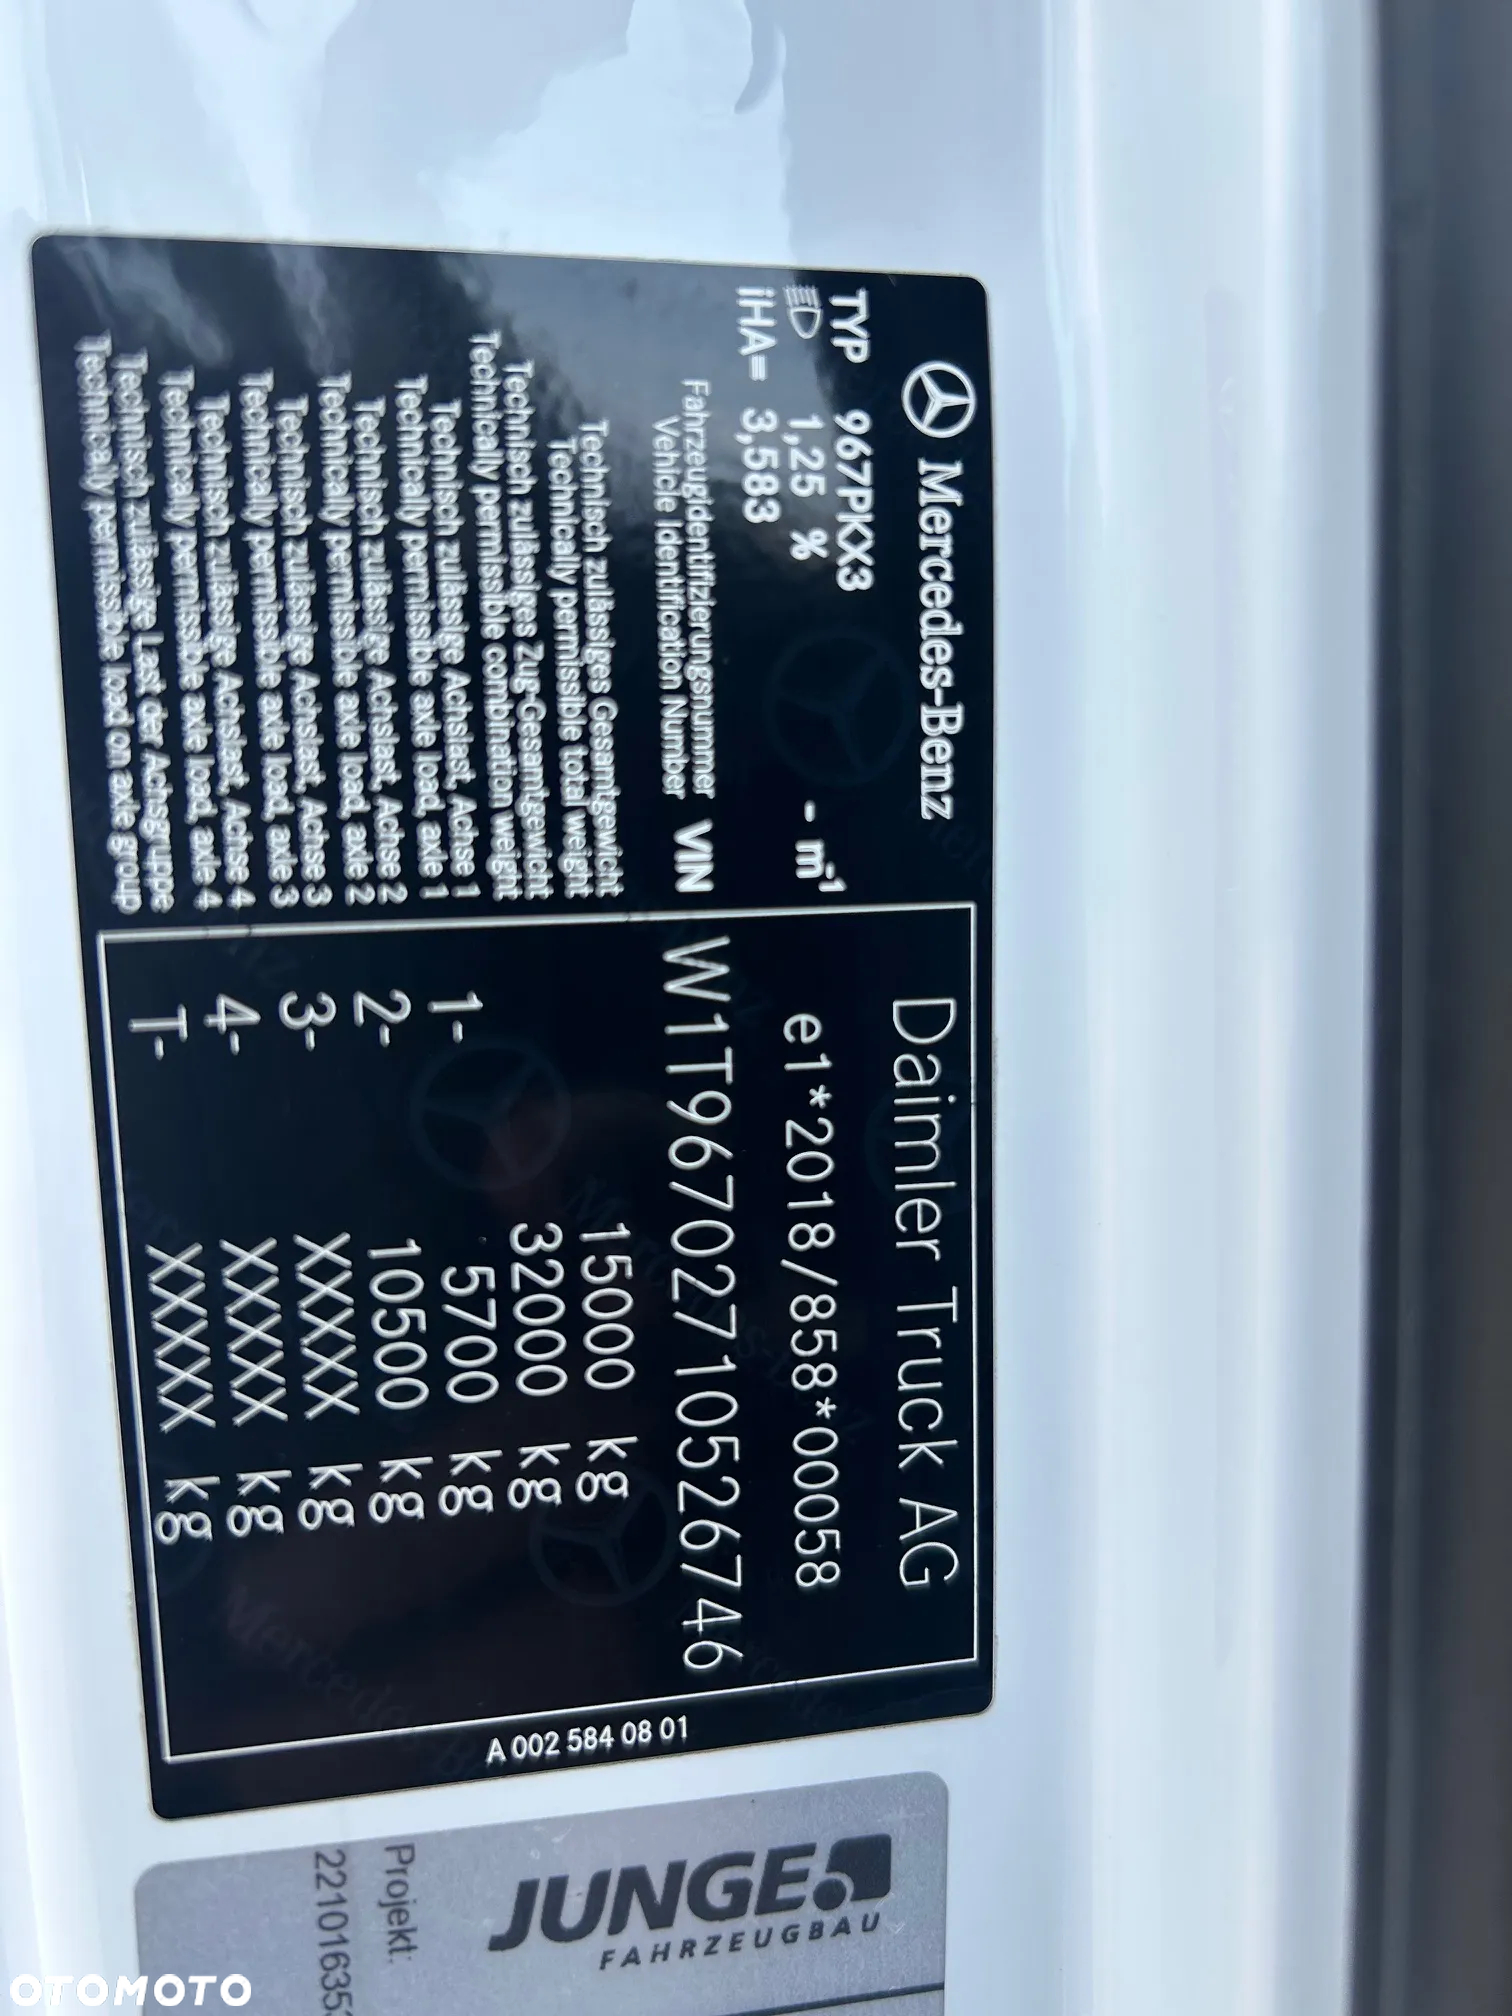 Mercedes-Benz
Daimler Truck AG
TYP 967PKXX3
1,25 % - m-1
e1*2018/858*00058
iHA= 3,583
Fahrzeugidentifizierungsnummer
Vehicle Identification Number
VIN W1T96702710526746
Technisch zulässiges Gesamtgewicht
Technically permissible total weight
15000 kg
Technisch zulässiges Zug-Gesamtgewicht
Technically permissible combination weight
32000 kg
Technisch zulässige Achslast, Achse 1
Technically permissible axle load, axle 1
1- 5700 kg
Technisch zulässige Achslast, Achse 2
Technically permissible axle load, axle 2
2- 10500 kg
Technisch zulässige Achslast, Achse 3
Technically permissible axle load, axle 3
3- XXXXX kg
Technisch zulässige Achslast, Achse 4
Technically permissible axle load, axle 4
4- XXXXX kg
Technisch zulässige Last der Achsgruppe
Technically permissible load on axle group
T- XXXXX kg
A 002 584 08 01
JUNGE
FAHRZEUGBAU
Projekt:
OTOMOTO